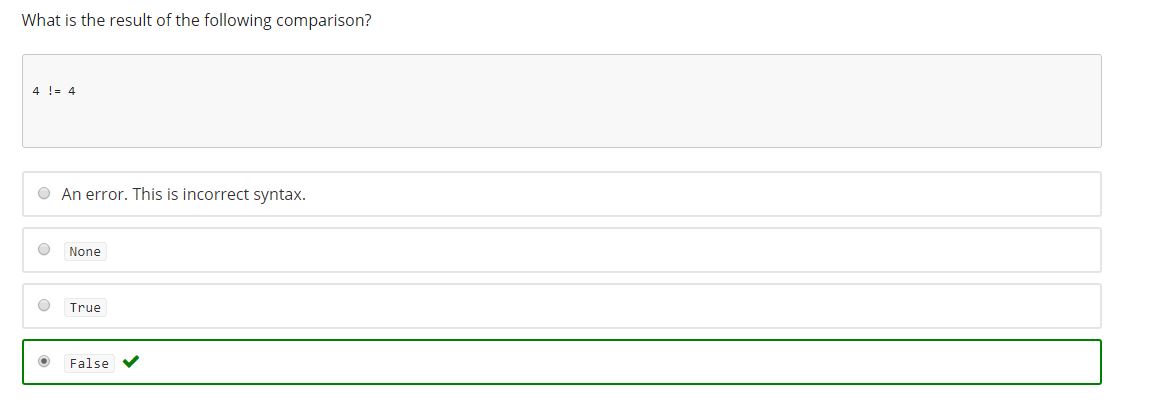 What is the result of the following comparison?
4 != 4
An error. This is incorrect syntax.
None
True
False